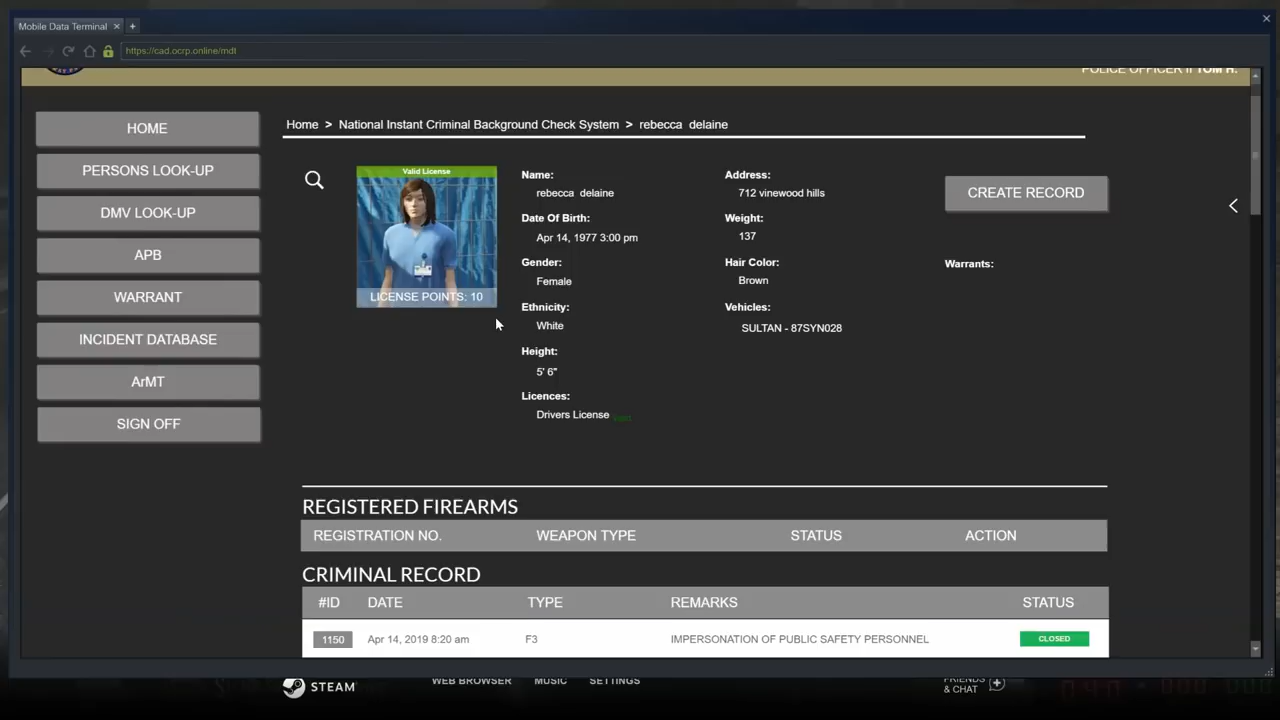 Mobile Data Terminal
https://cad.ocrp.online/mdt
POLICE OFFICER II TOM H.
HOME
PERSONS LOOK-UP
DMV LOOK-UP
APB
WARRANT
INCIDENT DATABASE
ArMT
SIGN OFF
Home > National Instant Criminal Background Check System > rebecca delaine
Valid License
LICENSE POINTS: 10
Name:
rebecca delaine
Date Of Birth:
Apr 14, 1977 3:00 pm
Gender:
Female
Ethnicity:
White
Height:
5' 6"
Licences:
Drivers License
Address:
712 vinewood hills
Weight:
137
Hair Color:
Brown
Vehicles:
SULTAN - 87SYN028
CREATE RECORD
Warrants:
REGISTERED FIREARMS
REGISTRATION NO. WEAPON TYPE STATUS ACTION
CRIMINAL RECORD
#ID DATE TYPE REMARKS STATUS
1150 Apr 14, 2019 8:20 am F3 IMPERSONATION OF PUBLIC SAFETY PERSONNEL CLOSED
STEAM
WEB BROWSER MUSIC SETTINGS
FRIENDS
& CHAT